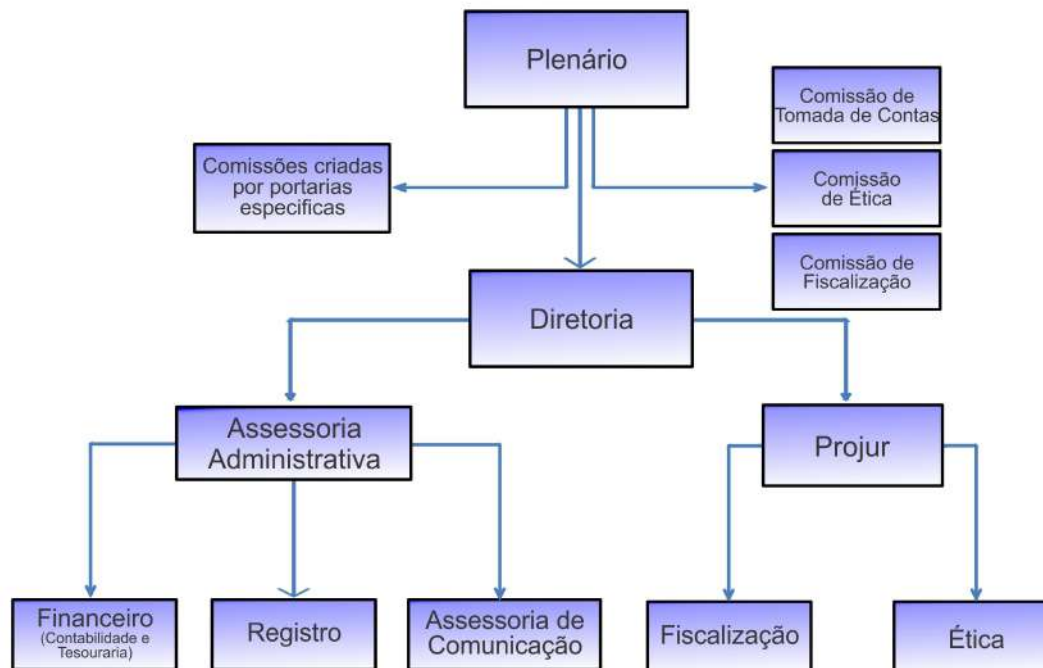 Plenário
Comissão de
Tomada de Contas
Comissões criadas
por portarias
especificas
Comissão
de Ética
Comissão de
Fiscalização
Diretoria
Assessoria
Administrativa
Projur
Financeiro
(Contabilidade e
Tesouraria)
Registro
Assessoria de
Comunicação
Fiscalização
Ética